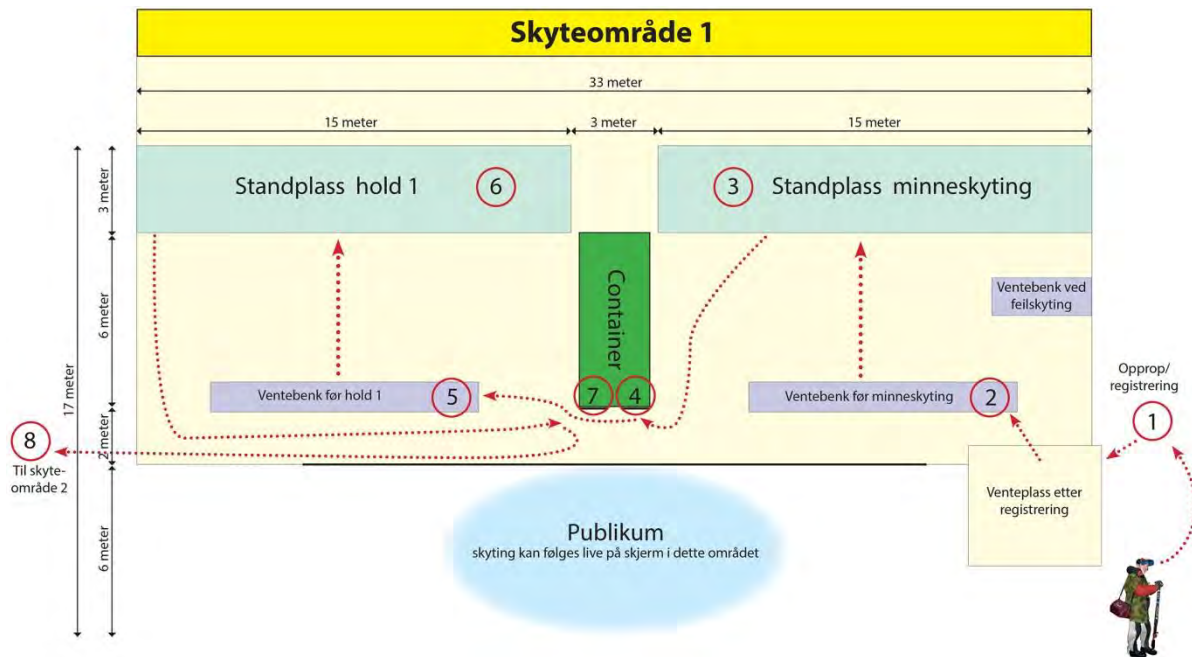 Skyteområde 1
33 meter
15 meter
3 meter
15 meter
17 meter
3 meter
6 meter
2 meter
6 meter
Standplass hold 1
6
3
Standplass minneskyting
Container
7
4
Ventebenk ved
feilskyting
Ventebenk før hold 1
5
Ventebenk før minneskyting
2
Opprop/
registrering
1
8
Til skyte-
område 2
Venteplass etter
registrering
Publikum
skyting kan følges live på skjerm i dette området